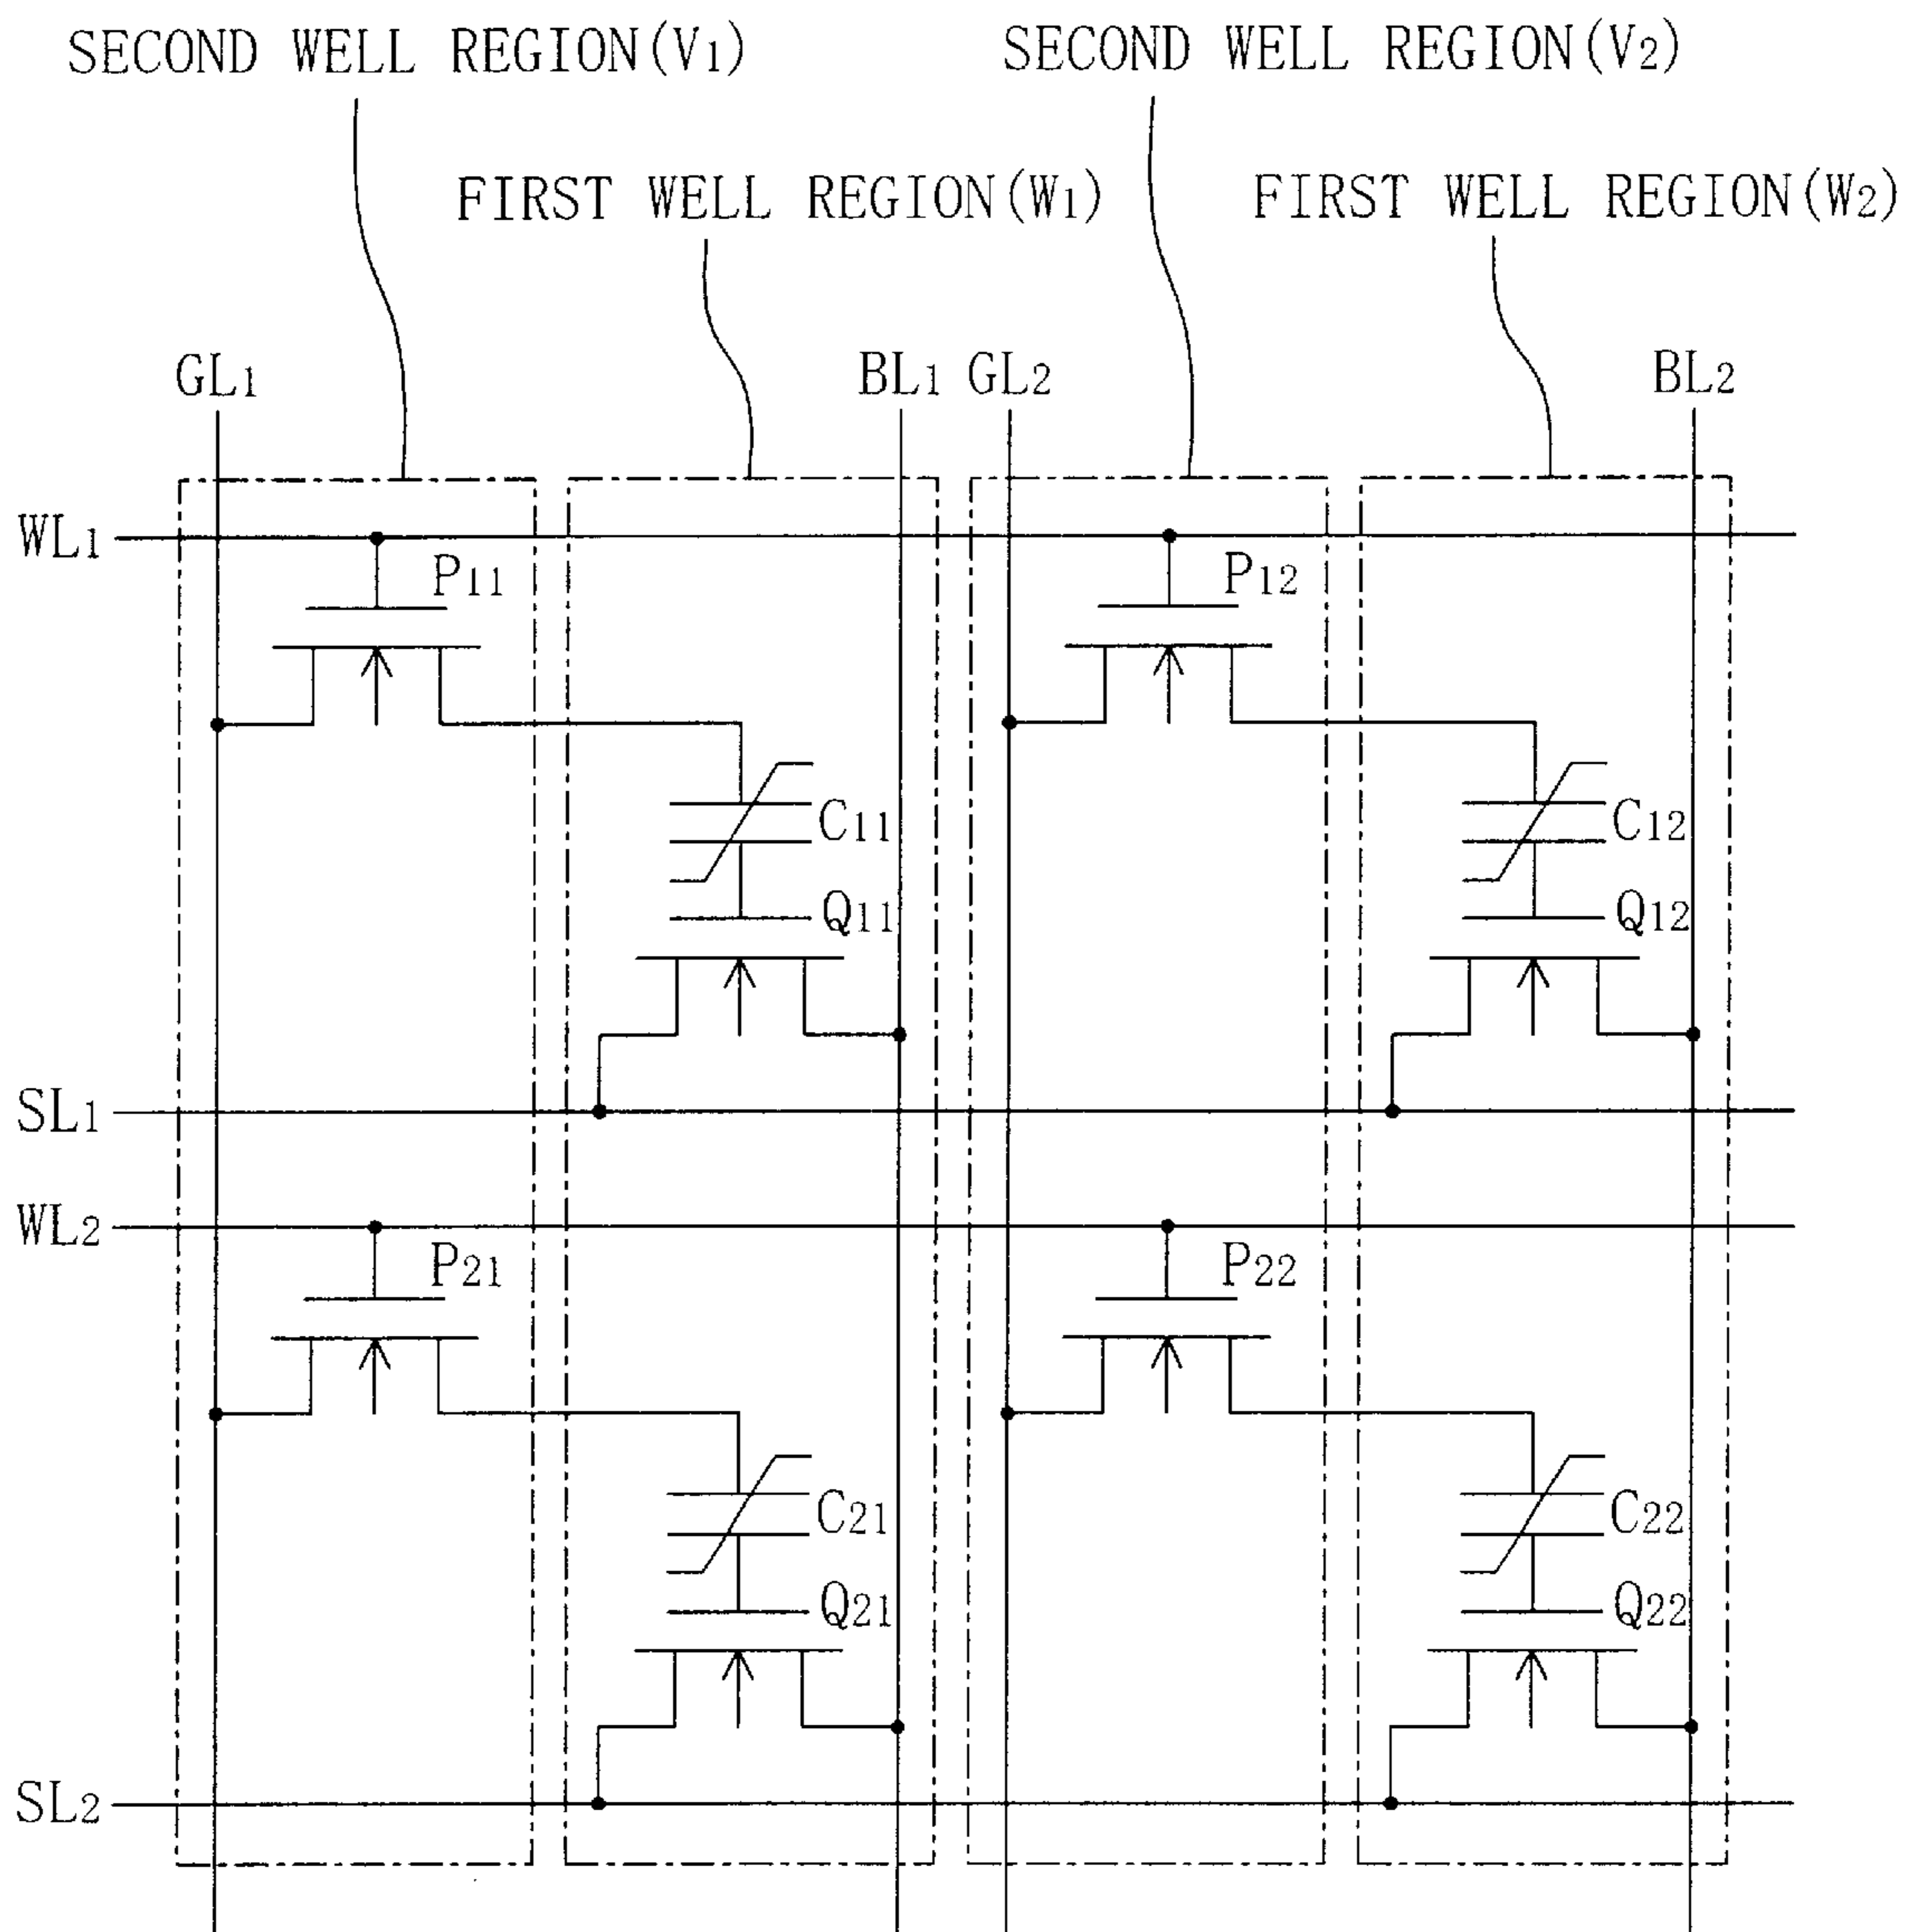 SECOND WELL REGION(V1)
SECOND WELL REGION(V2)
FIRST WELL REGION(W1)
FIRST WELL REGION(W2)
GL1
BL1
GL2
BL2
WL1
P11
P12
C11
C12
Q11
Q12
SL1
WL2
P21
P22
C21
C22
Q21
Q22
SL2